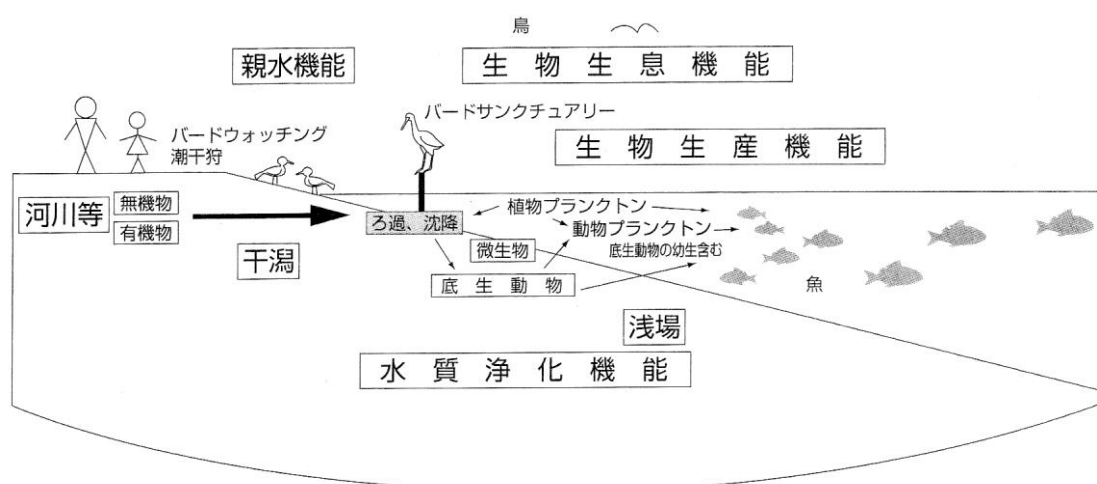 鳥
親水機能
生物生息機能
バードサンクチュアリー
バードウォッチング
潮干狩
生物生産機能
河川等
無機物
有機物
ろ過、沈降
植物プランクトン
動物プランクトン
底生動物の幼生含む
微生物
干潟
底生動物
魚
浅場
水質浄化機能